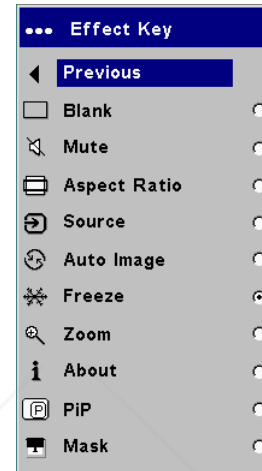 Effect Key
Previous
Blank
Mute
Aspect Ratio
Source
Auto Image
Freeze
Zoom
i About
P PiP
Mask